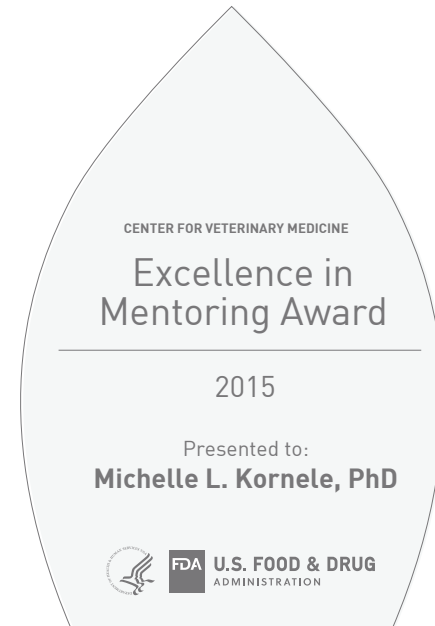 CENTER FOR VETERINARY MEDICINE
Excellence in
Mentoring Award
2015
Presented to:
Michelle L. Kornele, PhD
FDA U.S. FOOD & DRUG
ADMINISTRATION